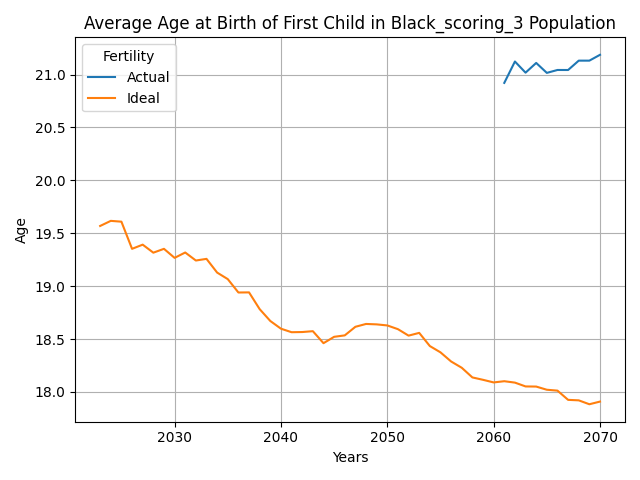 Average Age at Birth of First Child in Black_scoring_3 Population
Fertility
Actual
Ideal
21.0
20.5
20.0
19.5
19.0
18.5
18.0
Age
2030 2040 2050 2060 2070
Years